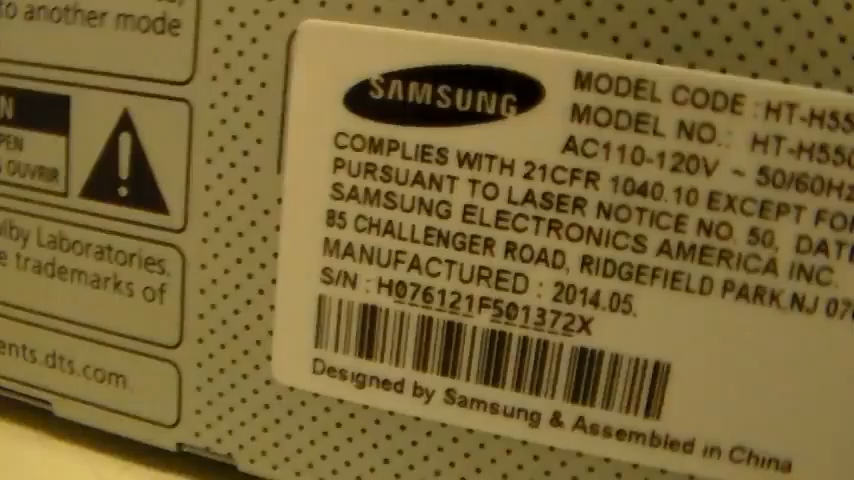 to another mode
N
PEN
OUVRIR
Laboratories.
trademarks of
ents.dts.com.
SAMSUNG
MODEL CODE : HT-H55
MODEL NO.: HT-H550
AC110-120V ~ 50/60Hz
COMPLIES WITH 21CFR 1040.10 EXCEPT FOR
PURSUANT TO LASER NOTICE NO. 50, DATE
SAMSUNG ELECTRONICS AMERICA INC.
85 CHALLENGER ROAD, RIDGEFIELD PARK,NJ 07
MANUFACTURED : 2014.05.
S/N : H076121F501372X
Designed by Samsung & Assembled in China